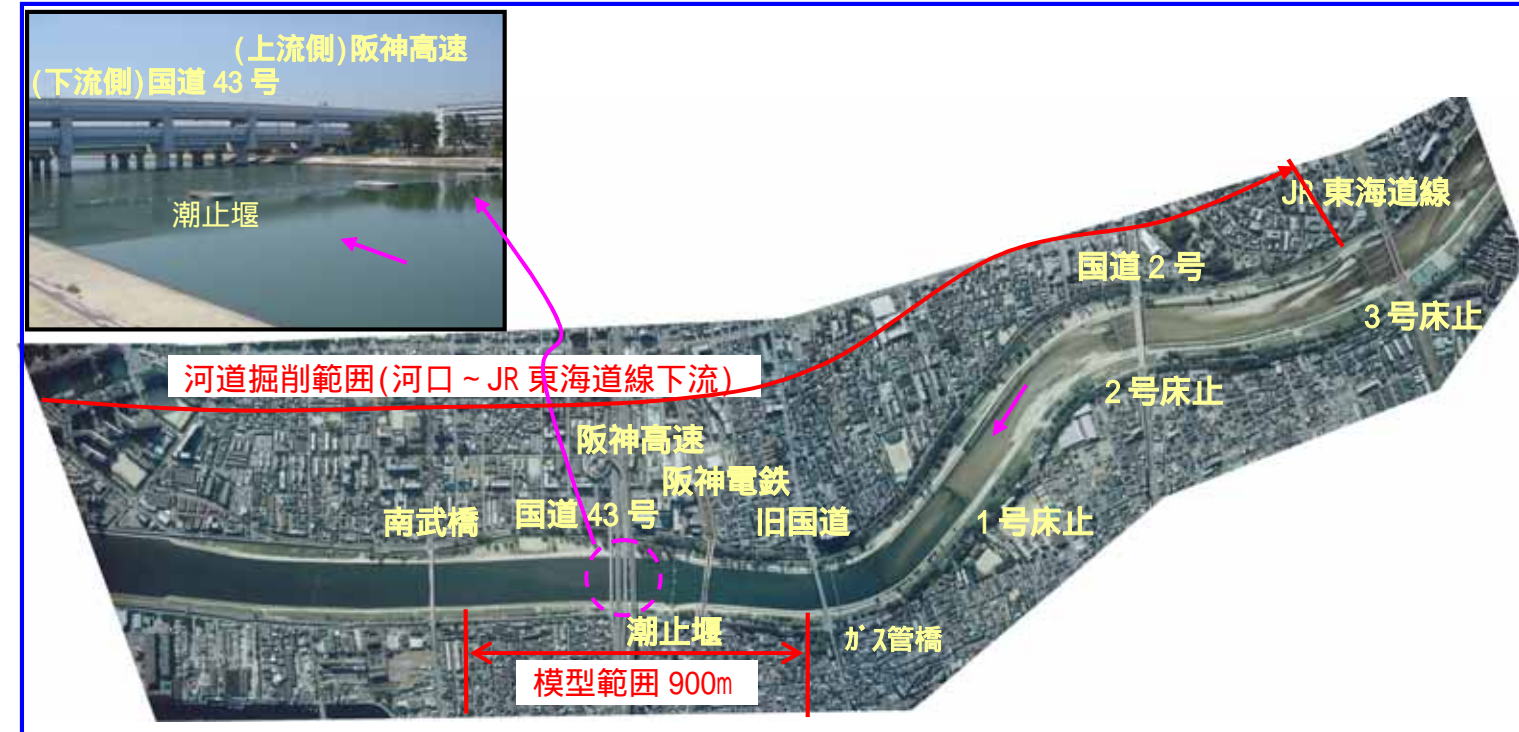 (上流側)阪神高速
(下流側)国道 43 号
潮止堰
JR 東海道線
国道 2 号
3 号床止
河道掘削範囲(河口 ~ JR 東海道線下流)
2 号床止
阪神高速
阪神電鉄
南武橋
国道 43 号
旧国道
1 号床止
潮止堰
ガス管橋
模型範囲 900m